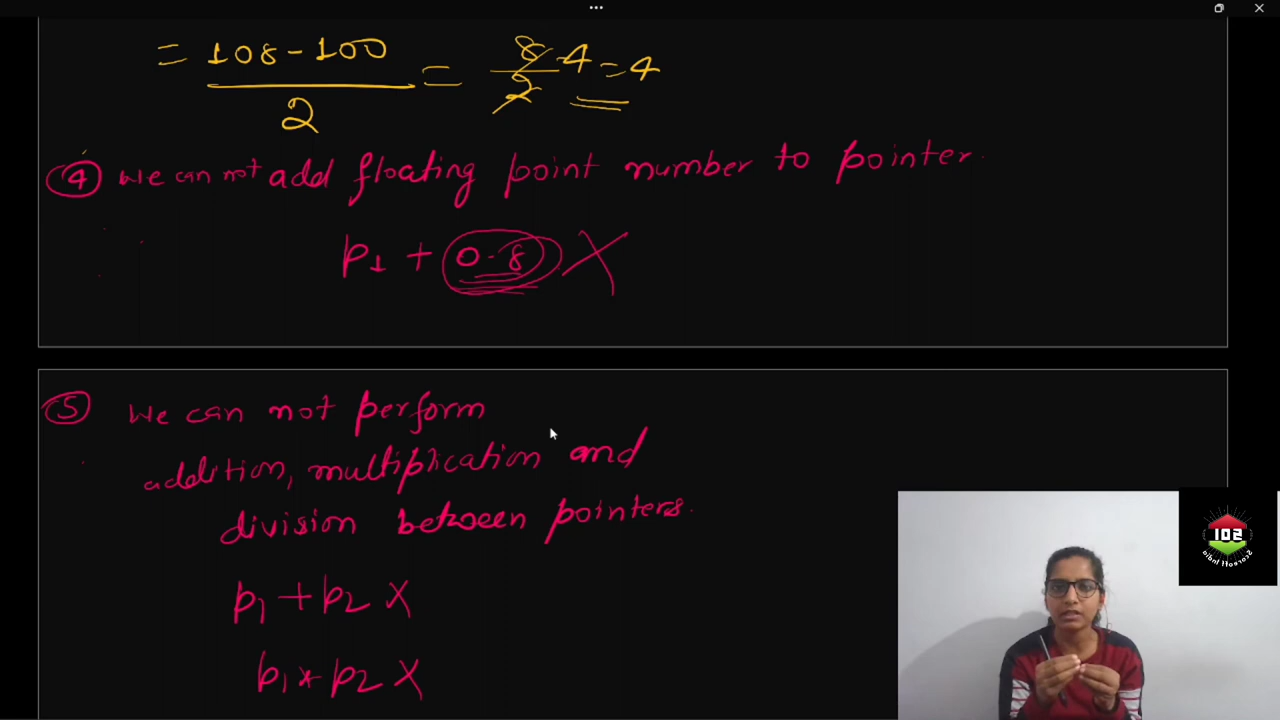 = 108-100 / 2 = 8/2 4 = 4
④ we can not add floating point number to pointer.
p1 + 0.8 X
⑤ we can not perform
addition, multiplication and
division between pointers.
p1 + p2 X
p1 * p2 X
SOI